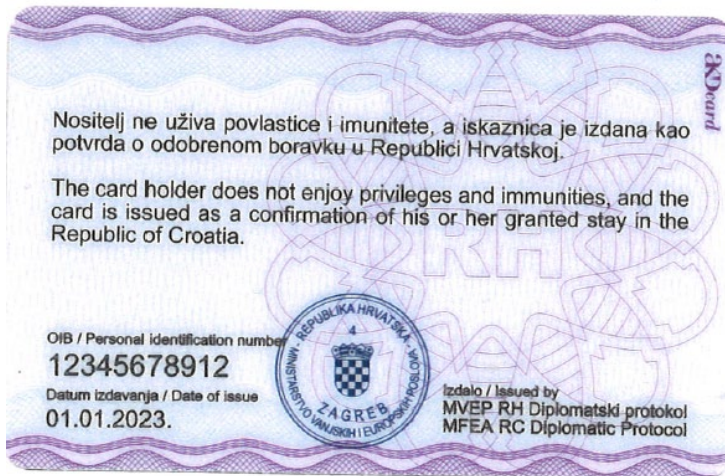 AKDcard
Nositelj ne uživa povlastice i imunitete, a iskaznica je izdana kao
potvrda o odobrenom boravku u Republici Hrvatskoj.
The card holder does not enjoy privileges and immunities, and the
card is issued as a confirmation of his or her granted stay in the
Republic of Croatia.
RH
OIB / Personal identification number
12345678912
Datum izdavanja / Date of issue
01.01.2023.
REPUBLIKA HRVATSKA
4
MINISTARSTVO VANJSKIH I EUROPSKIH POSLOVA
ZAGREB
Izdalo / Issued by
MVEP RH Diplomatski protokol
MFEA RC Diplomatic Protocol